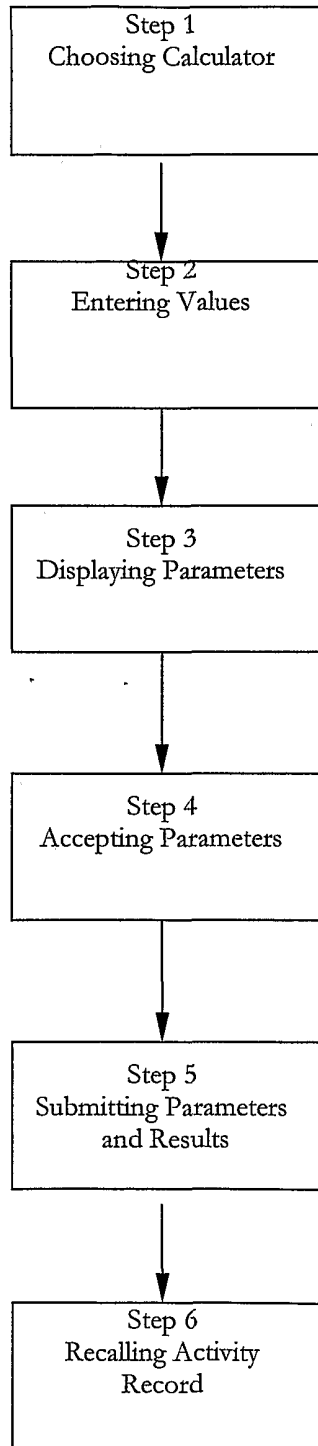 Step 1
Choosing Calculator
Step 2
Entering Values
Step 3
Displaying Parameters
Step 4
Accepting Parameters
Step 5
Submitting Parameters
and Results
Step 6
Recalling Activity
Record